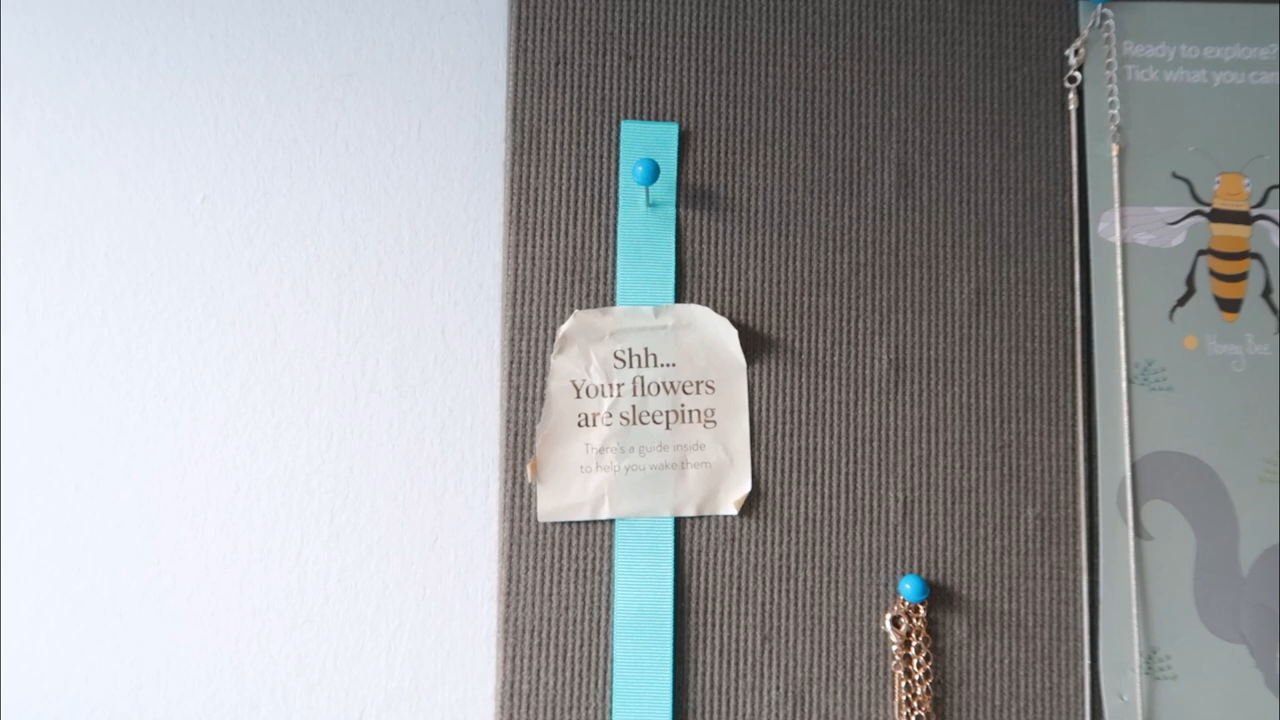 Shh...
Your flowers
are sleeping
There's a guide inside
to help you wake them
Ready to explore?
Tick what you can
Honey Bee